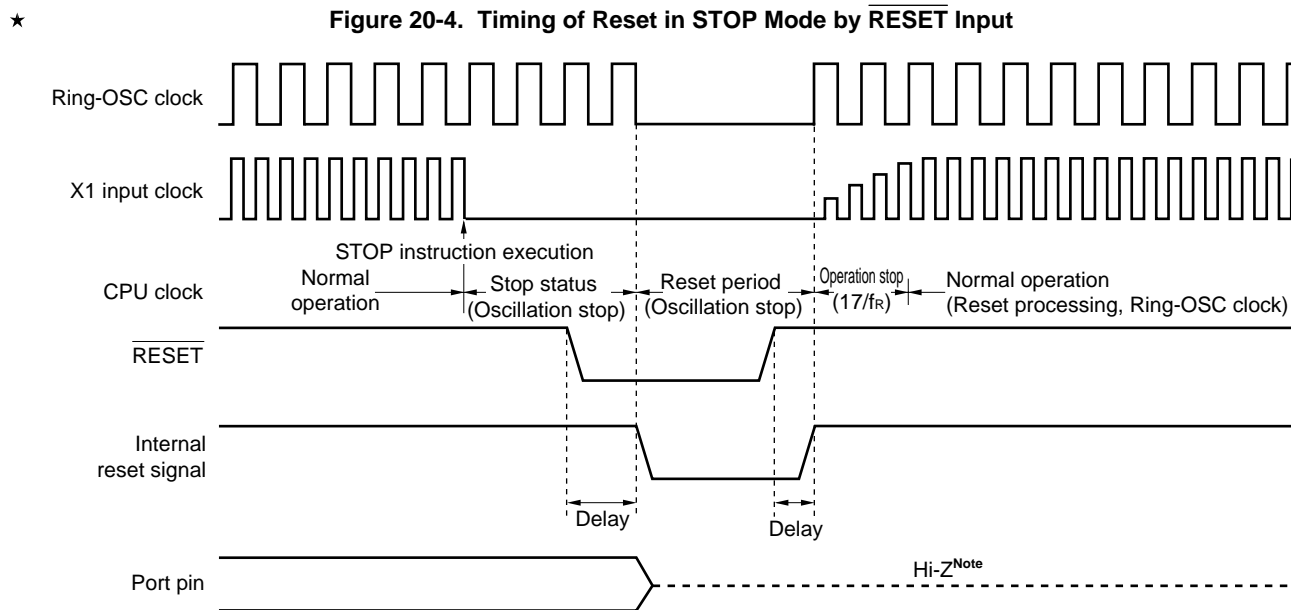 ★ Figure 20-4. Timing of Reset in STOP Mode by RESET Input
Ring-OSC clock
X1 input clock
STOP instruction execution
CPU clock
Normal
operation
Stop status
(Oscillation stop)
Reset period
(Oscillation stop)
Operation stop
(17/fR)
Normal operation
(Reset processing, Ring-OSC clock)
RESET
Internal
reset signal
Delay
Delay
Port pin
Hi-ZNote